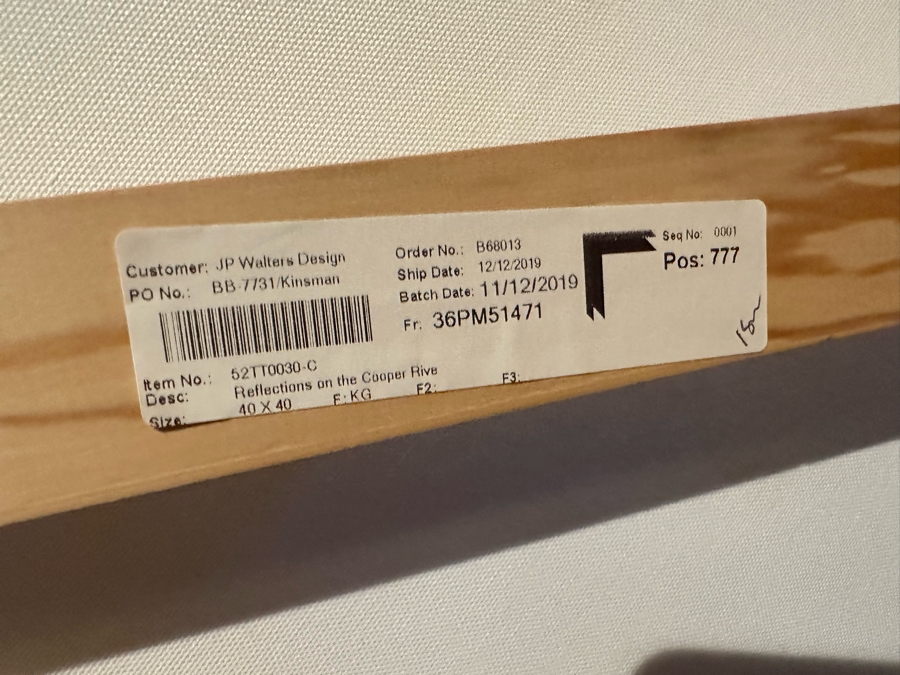 Customer: JP Walters Design
PO No.: BB-7731/Kinsman
Item No.: 52TT0030-C
Desc: Reflections on the Cooper Rive
Size: 40 X 40 F: KG F2: F3:
Order No.: B68013
Ship Date: 12/12/2019
Batch Date: 11/12/2019
Fr: 36PM51471
Seq No: 0001
Pos: 777